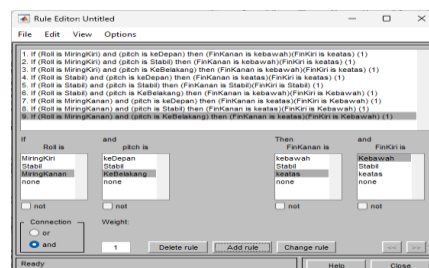 Rule Editor: Untitled
File Edit View Options
1. If (Roll is MiringKiri) and (pitch is keDepan) then (FinKanan is kebawah)(FinKiri is keatas) (1)
2. If (Roll is MiringKiri) and (pitch is Stabil) then (FinKanan is kebawah)(FinKiri is keatas) (1)
3. If (Roll is MiringKiri) and (pitch is KeBelakang) then (FinKanan is kebawah)(FinKiri is keatas) (1)
4. If (Roll is Stabil) and (pitch is keDepan) then (FinKanan is keatas)(FinKiri is keatas) (1)
5. If (Roll is Stabil) and (pitch is Stabil) then (FinKanan is Stabil)(FinKiri is Stabil) (1)
6. If (Roll is Stabil) and (pitch is KeBelakang) then (FinKanan is kebawah)(FinKiri is Kebawah) (1)
7. If (Roll is MiringKanan) and (pitch is keDepan) then (FinKanan is keatas)(FinKiri is Kebawah) (1)
8. If (Roll is MiringKanan) and (pitch is Stabil) then (FinKanan is keatas)(FinKiri is Kebawah) (1)
9. If (Roll is MiringKanan) and (pitch is KeBelakang) then (FinKanan is keatas)(FinKiri is Kebawah) (1)
If and Then and
Roll is pitch is FinKanan is FinKiri is
MiringKiri keDepan kebawah Kebawah
Stabil Stabil Stabil Stabil
MiringKanan KeBelakang keatas keatas
none none none none
not not not not
Connection Weight:
or
and 1 Delete rule Add rule Change rule << >>
Ready Help Close